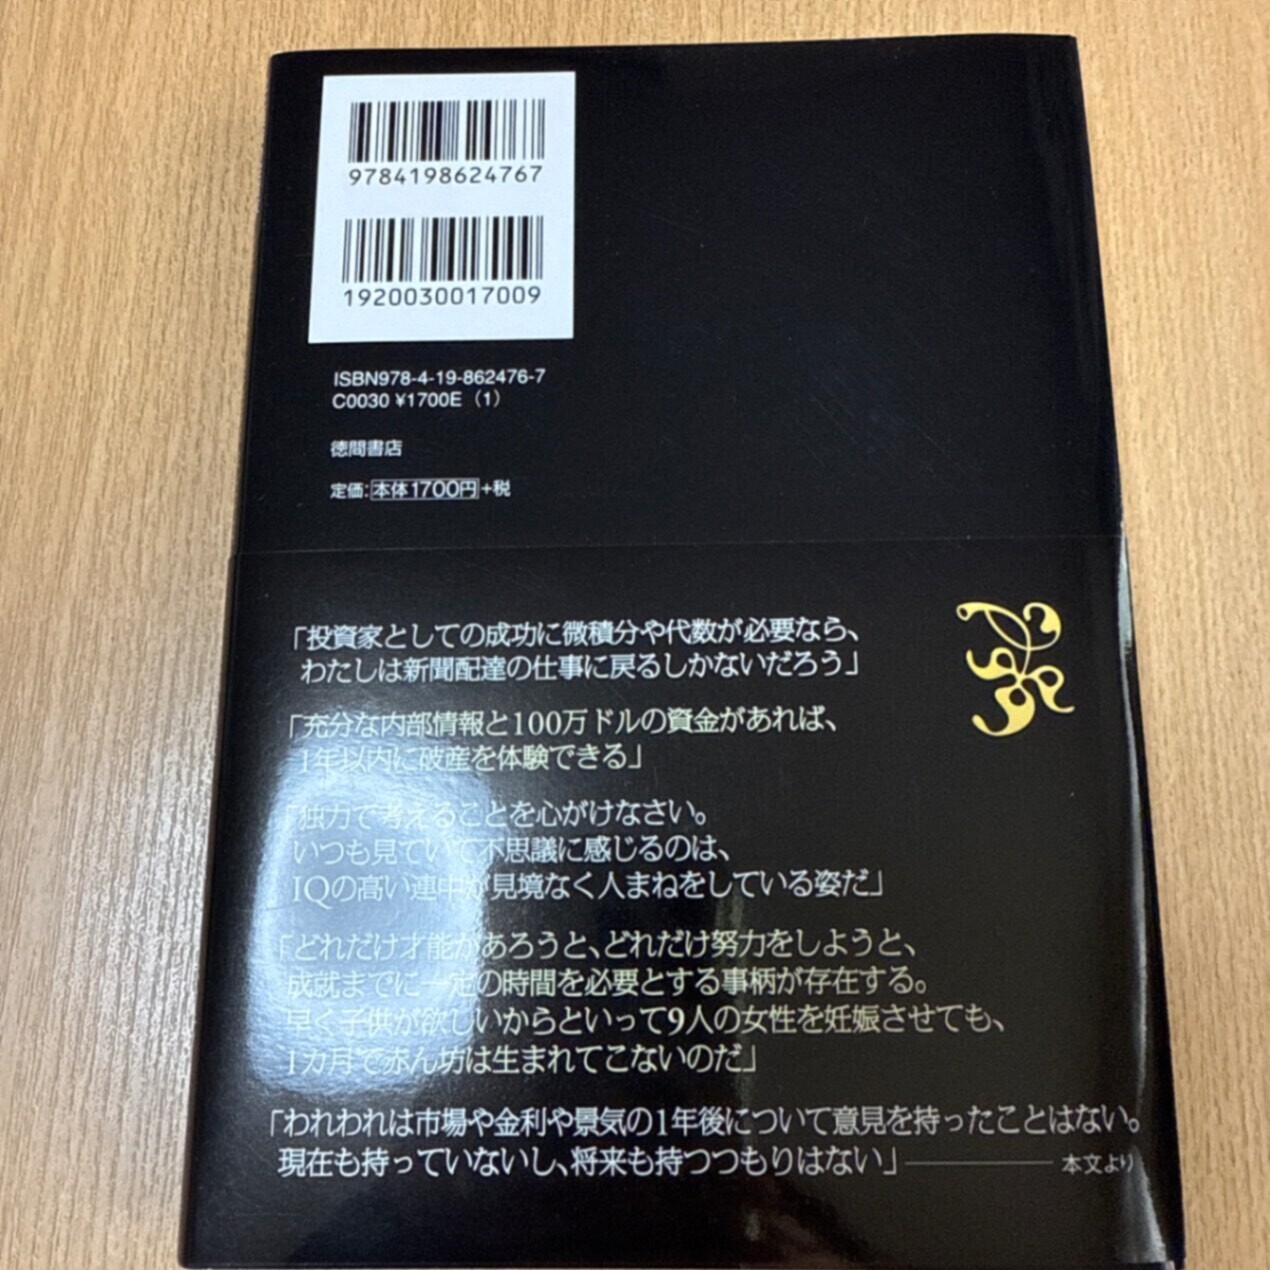 9784198624767
1920030017009
ISBN978-4-19-862476-7
C0030 ¥1700E (1)
徳間書店
定価:本体1700円+税
「投資家としての成功に微積分や代数が必要なら、
わたしは新聞配達の仕事に戻るしかないだろう」
「充分な内部情報と100万ドルの資金があれば、
1年以内に破産を体験できる」
「独力で考えることを心がけなさい。
いつも見ていて不思議に感じるのは、
IQの高い連中が見境なく人まねをしている姿だ」
「どれだけ才能があろうと、どれだけ努力をしようと、
成就までに一定の時間を必要とする事柄が存在する。
早く子供が欲しいからといって9人の女性を妊娠させても、
1カ月で赤ん坊は生まれてこないのだ」
「われわれは市場や金利や景気の1年後について意見を持ったことはない。
現在も持っていないし、将来も持つつもりはない」――― 本文より